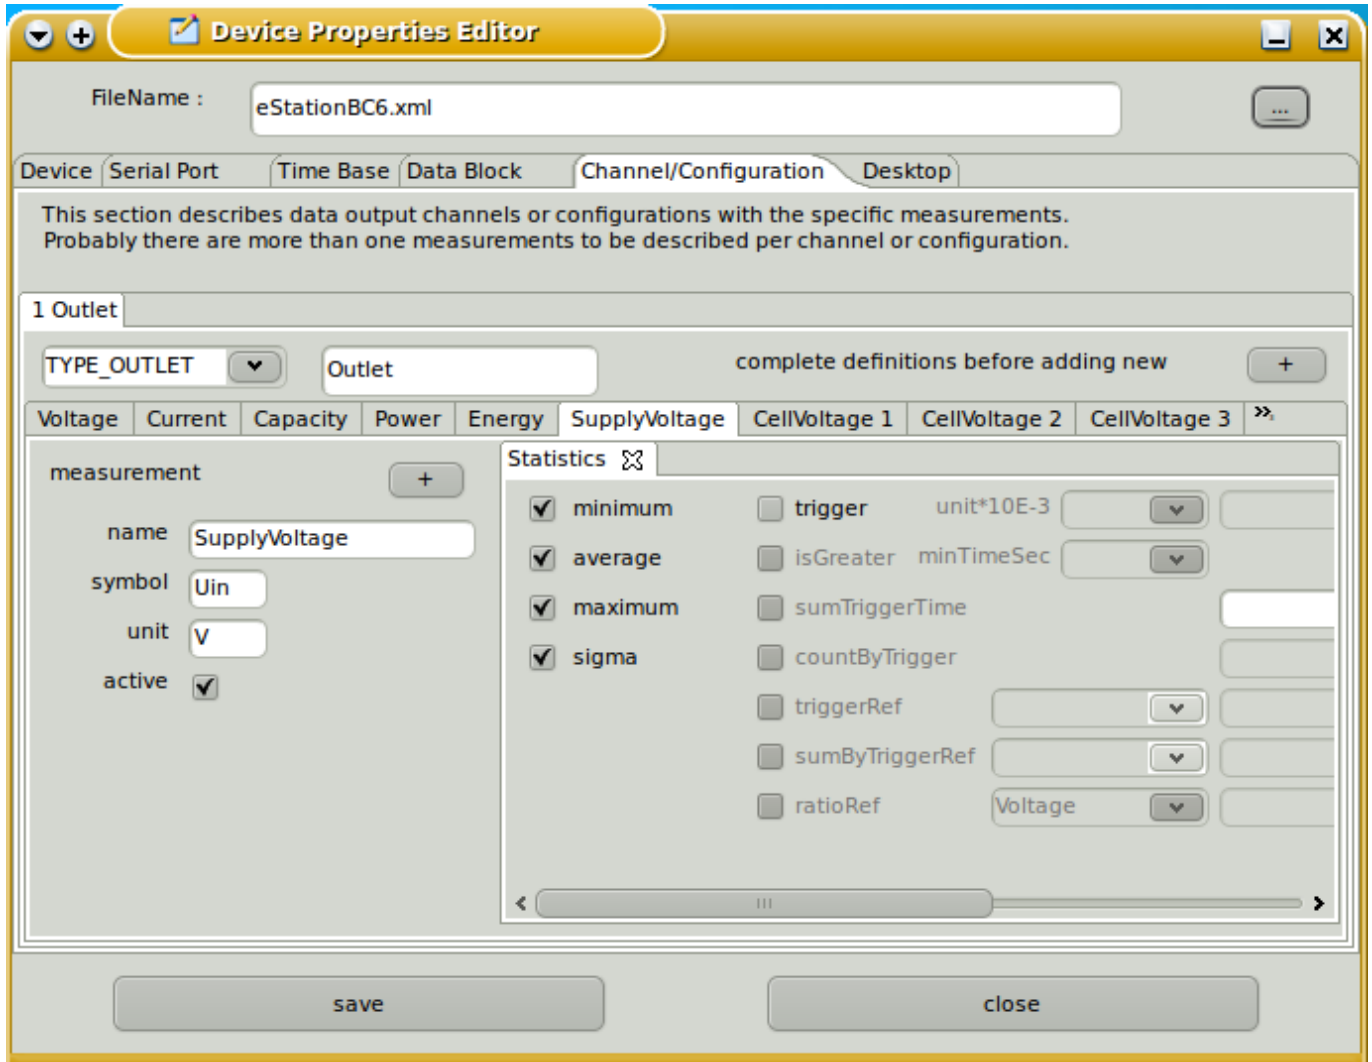 Device Properties Editor
FileName :
eStationBC6.xml
...
Device Serial Port Time Base Data Block Channel/Configuration Desktop
This section describes data output channels or configurations with the specific measurements.
Probably there are more than one measurements to be described per channel or configuration.
1 Outlet
TYPE_OUTLET Outlet complete definitions before adding new +
Voltage Current Capacity Power Energy SupplyVoltage CellVoltage 1 CellVoltage 2 CellVoltage 3 »
measurement +
name SupplyVoltage
symbol Uin
unit V
active
Statistics
minimum trigger unit*10E-3
average isGreater minTimeSec
maximum sumTriggerTime
sigma countByTrigger
triggerRef
sumByTriggerRef
ratioRef Voltage
save close